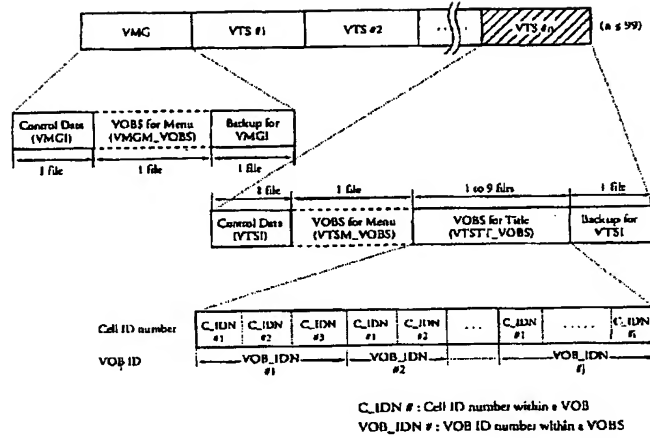 VMG VTS #1 VTS #2 ..... VTS #n (n ≤ 99)
Control Data (VMGI) VOBS for Menu (VMGM_VOBS) Backup for VMGI
1 file 1 file 1 file
1 file 1 file 1 to 9 files 1 file
Control Data (VTSI) VOBS for Menu (VTSM_VOBS) VOBS for Title (VTSTT_VOBS) Backup for VTSI
Cell ID number C_IDN #1 C_IDN #2 C_IDN #3 C_IDN #1 C_IDN #2 ... C_IDN #1 ..... C_IDN #i
VOB ID VOB_IDN #1 VOB_IDN #2 VOB_IDN #j
C_IDN # : Cell ID number within a VOB
VOB_IDN # : VOB ID number within a VOBS